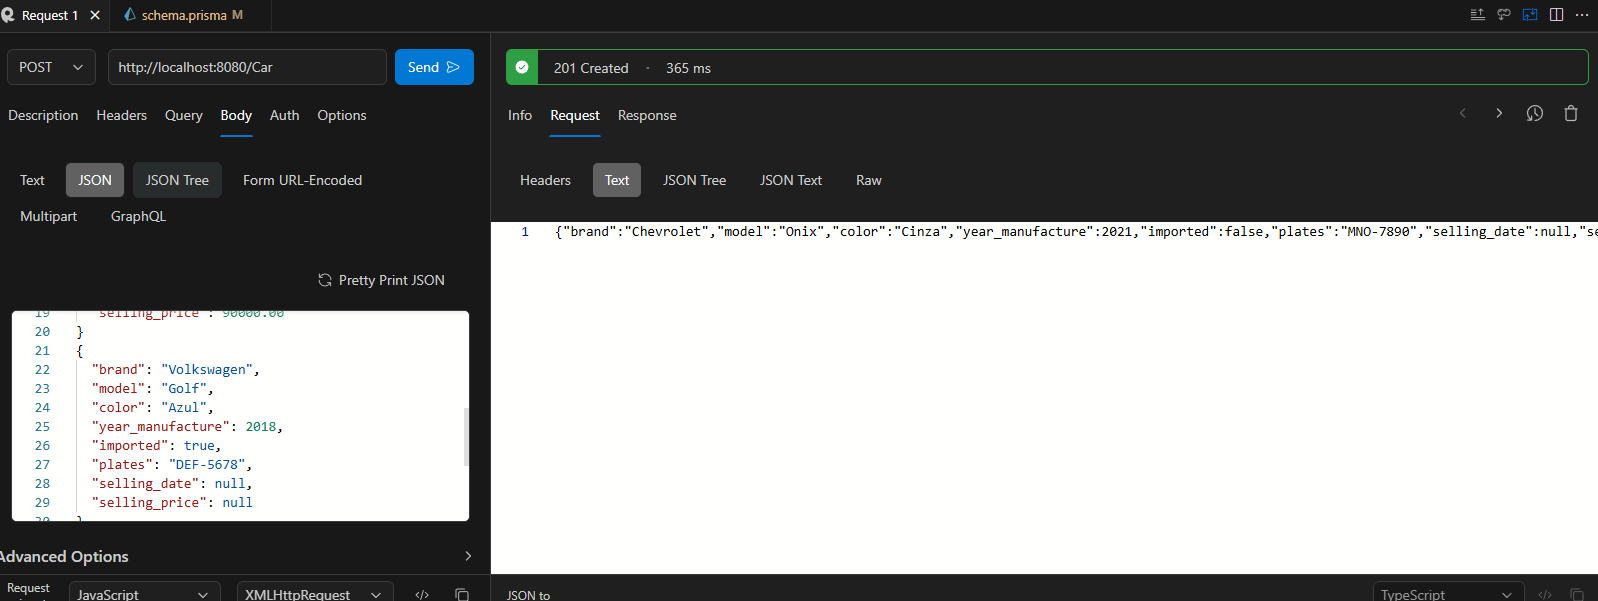 Request 1
schema.prisma M
POST
http://localhost:8080/Car
Send
Description Headers Query Body Auth Options
Text JSON JSON Tree Form URL-Encoded
Multipart GraphQL
Pretty Print JSON
19 "selling_price": 90000.00
20 }
21 {
22 "brand": "Volkswagen",
23 "model": "Golf",
24 "color": "Azul",
25 "year_manufacture": 2018,
26 "imported": true,
27 "plates": "DEF-5678",
28 "selling_date": null,
29 "selling_price": null
30 }
Advanced Options
Request
JavaScript
XMLHttpRequest
201 Created · 365 ms
Info Request Response
Headers Text JSON Tree JSON Text Raw
1 {"brand":"Chevrolet","model":"Onix","color":"Cinza","year_manufacture":2021,"imported":false,"plates":"MNO-7890","selling_date":null,"se
JSON to
TypeScript